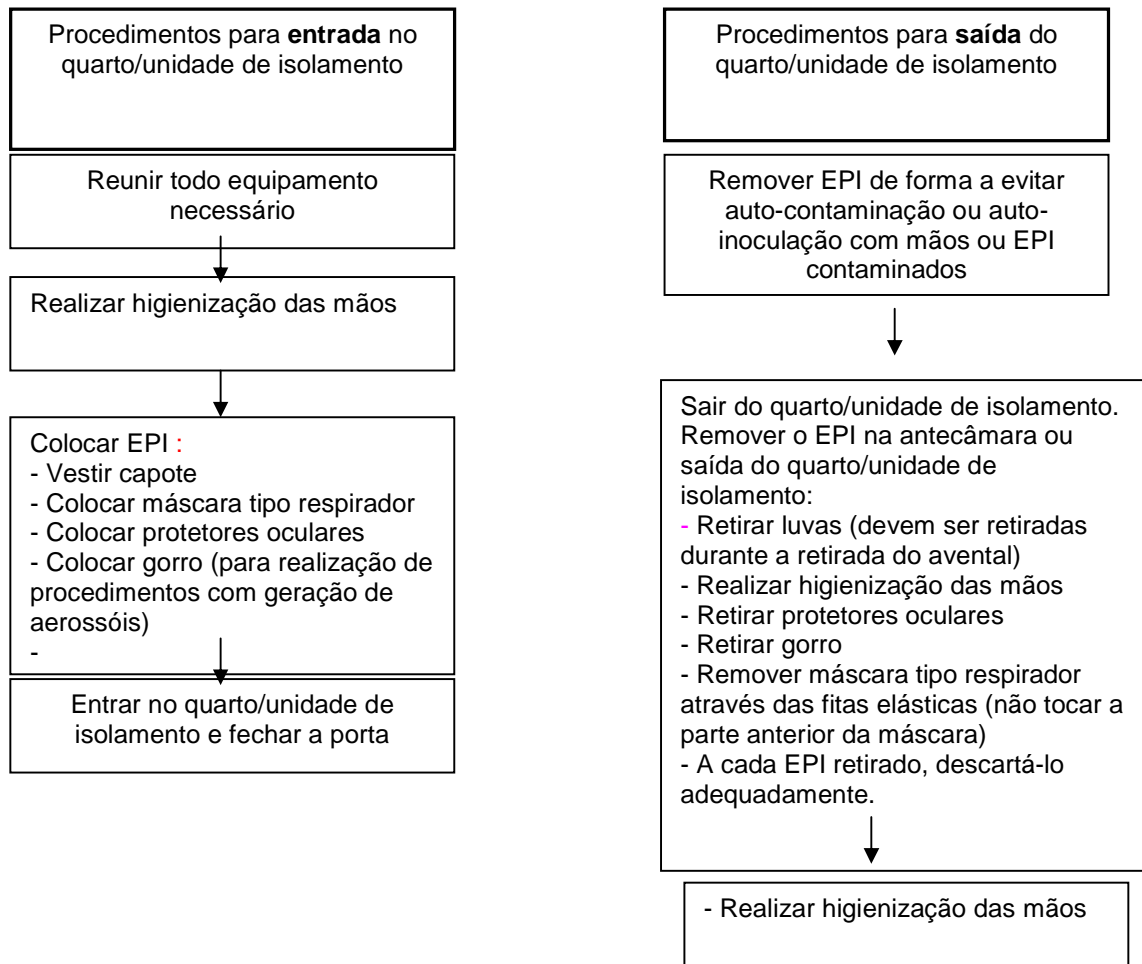 Procedimentos para entrada no
quarto/unidade de isolamento
Reunir todo equipamento
necessário
Realizar higienização das mãos
Colocar EPI :
- Vestir capote
- Colocar máscara tipo respirador
- Colocar protetores oculares
- Colocar gorro (para realização de
procedimentos com geração de
aerossóis)
-
Entrar no quarto/unidade de
isolamento e fechar a porta
Procedimentos para saída do
quarto/unidade de isolamento
Remover EPI de forma a evitar
auto-contaminação ou auto-
inoculação com mãos ou EPI
contaminados
Sair do quarto/unidade de isolamento.
Remover o EPI na antecâmara ou
saída do quarto/unidade de
isolamento:
- Retirar luvas (devem ser retiradas
durante a retirada do avental)
- Realizar higienização das mãos
- Retirar protetores oculares
- Retirar gorro
- Remover máscara tipo respirador
através das fitas elásticas (não tocar a
parte anterior da máscara)
- A cada EPI retirado, descartá-lo
adequadamente.
- Realizar higienização das mãos